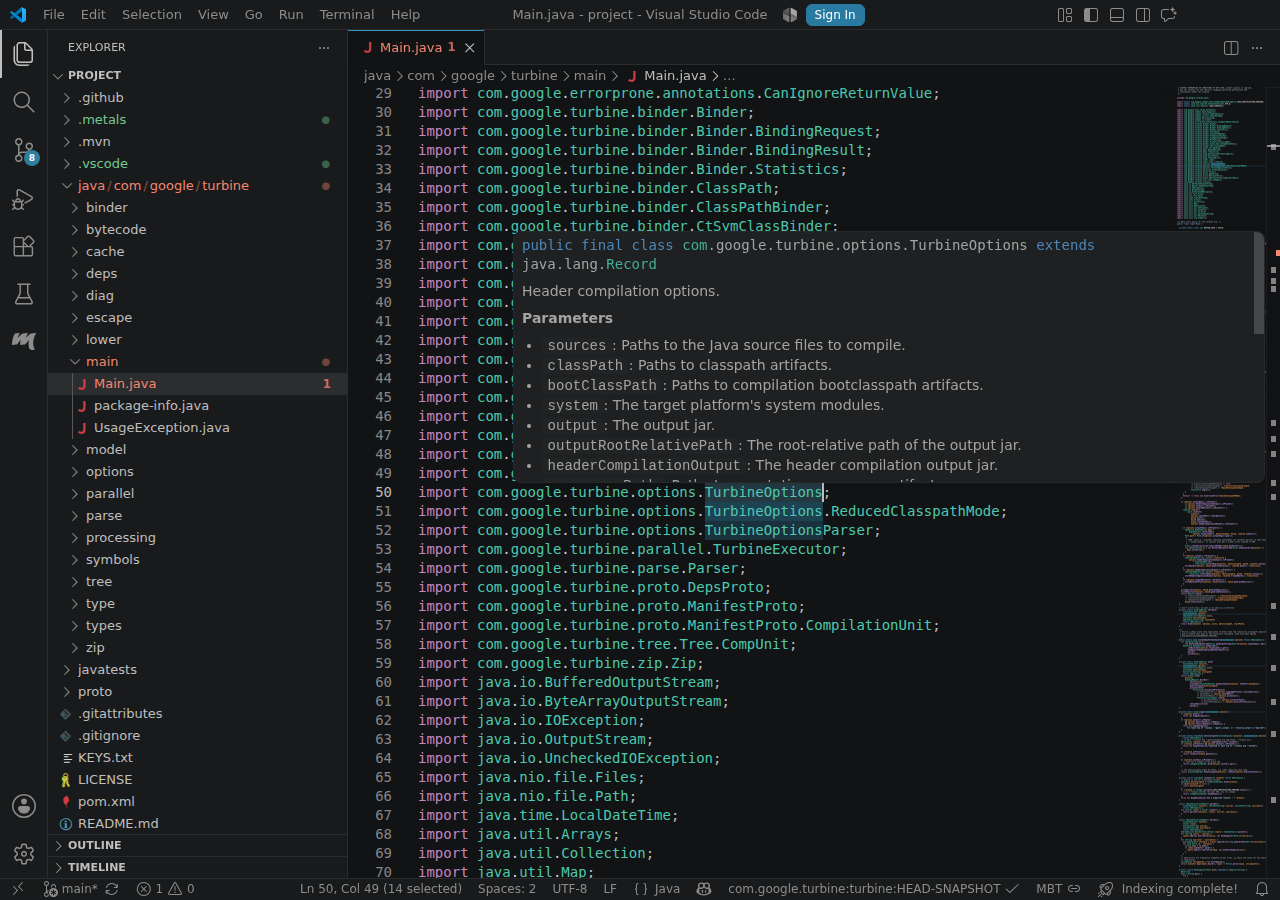 File Edit Selection View Go Run Terminal Help
Main.java - project - Visual Studio Code
Sign In
EXPLORER
PROJECT
.github
.metals
.mvn
.vscode
java/com/google/turbine
binder
bytecode
cache
deps
diag
escape
lower
main
Main.java 1
package-info.java
UsageException.java
model
options
parallel
parse
processing
symbols
tree
type
types
zip
javatests
proto
.gitattributes
.gitignore
KEYS.txt
LICENSE
pom.xml
README.md
OUTLINE
TIMELINE
8
Main.java 1
java > com > google > turbine > main > Main.java > ...
29 import com.google.errorprone.annotations.CanIgnoreReturnValue;
30 import com.google.turbine.binder.Binder;
31 import com.google.turbine.binder.Binder.BindingRequest;
32 import com.google.turbine.binder.Binder.BindingResult;
33 import com.google.turbine.binder.Binder.Statistics;
34 import com.google.turbine.binder.ClassPath;
35 import com.google.turbine.binder.ClassPathBinder;
36 import com.google.turbine.binder.CtSymClassBinder;
37 import com.
38 import com.
39 import com.
40 import com.
41 import com.
42 import com.
43 import com.
44 import com.
45 import com.
46 import com.
47 import com.
48 import com.
49 import com.
public final class com.google.turbine.options.TurbineOptions extends
java.lang.Record
Header compilation options.
Parameters
• sources : Paths to the Java source files to compile.
• classPath : Paths to classpath artifacts.
• bootClassPath : Paths to compilation bootclasspath artifacts.
• system : The target platform's system modules.
• output : The output jar.
• outputRootRelativePath : The root-relative path of the output jar.
• headerCompilationOutput : The header compilation output jar.
50 import com.google.turbine.options.TurbineOptions;
51 import com.google.turbine.options.TurbineOptions.ReducedClasspathMode;
52 import com.google.turbine.options.TurbineOptionsParser;
53 import com.google.turbine.parallel.TurbineExecutor;
54 import com.google.turbine.parse.Parser;
55 import com.google.turbine.proto.DepsProto;
56 import com.google.turbine.proto.ManifestProto;
57 import com.google.turbine.proto.ManifestProto.CompilationUnit;
58 import com.google.turbine.tree.Tree.CompUnit;
59 import com.google.turbine.zip.Zip;
60 import java.io.BufferedOutputStream;
61 import java.io.ByteArrayOutputStream;
62 import java.io.IOException;
63 import java.io.OutputStream;
64 import java.io.UncheckedIOException;
65 import java.nio.file.Files;
66 import java.nio.file.Path;
67 import java.time.LocalDateTime;
68 import java.util.Arrays;
69 import java.util.Collection;
70 import java.util.Map;
main* 1 0 Ln 50, Col 49 (14 selected) Spaces: 2 UTF-8 LF { } Java com.google.turbine:turbine:HEAD-SNAPSHOT MBT Indexing complete!